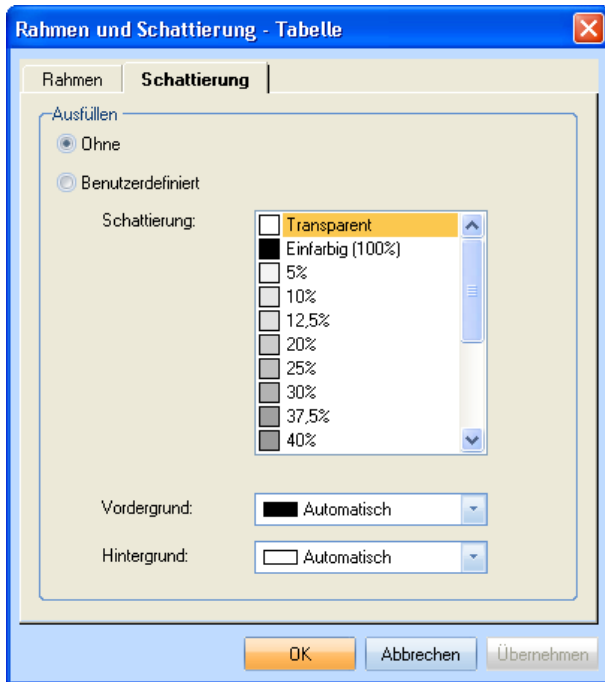 Rahmen und Schattierung - Tabelle
Rahmen Schattierung
Ausfüllen
Ohne
Benutzerdefiniert
Schattierung:
Transparent
Einfarbig (100%)
5%
10%
12,5%
20%
25%
30%
37,5%
40%
Vordergrund: Automatisch
Hintergrund: Automatisch
OK Abbrechen Übernehmen